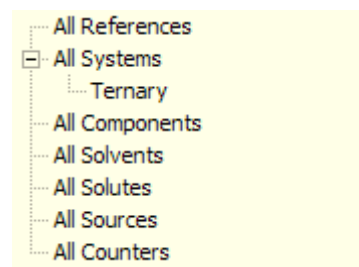 All References
All Systems
Ternary
All Components
All Solvents
All Solutes
All Sources
All Counters